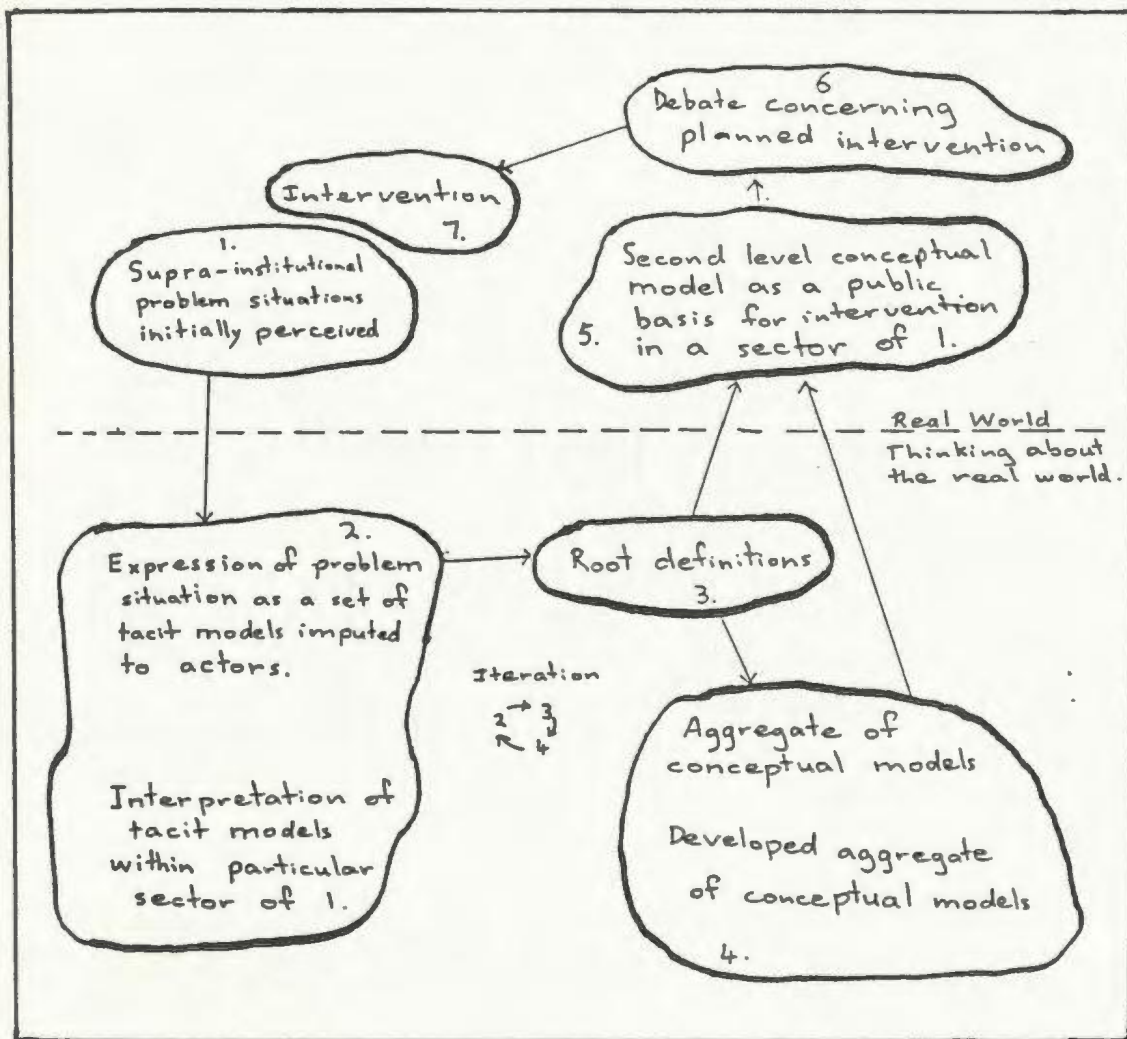 6
Debate concerning
planned intervention
Intervention
7.
1.
Supra-institutional
problem situations
initially perceived
Second level conceptual
model as a public
basis for intervention
5. in a sector of 1.
Real World
Thinking about
the real world.
2.
Expression of problem
situation as a set of
tacit models imputed
to actors.
Interpretation of
tacit models
within particular
sector of 1.
Root definitions
3.
Iteration
2 3
4
Aggregate of
conceptual models
Developed aggregate
of conceptual models
4.